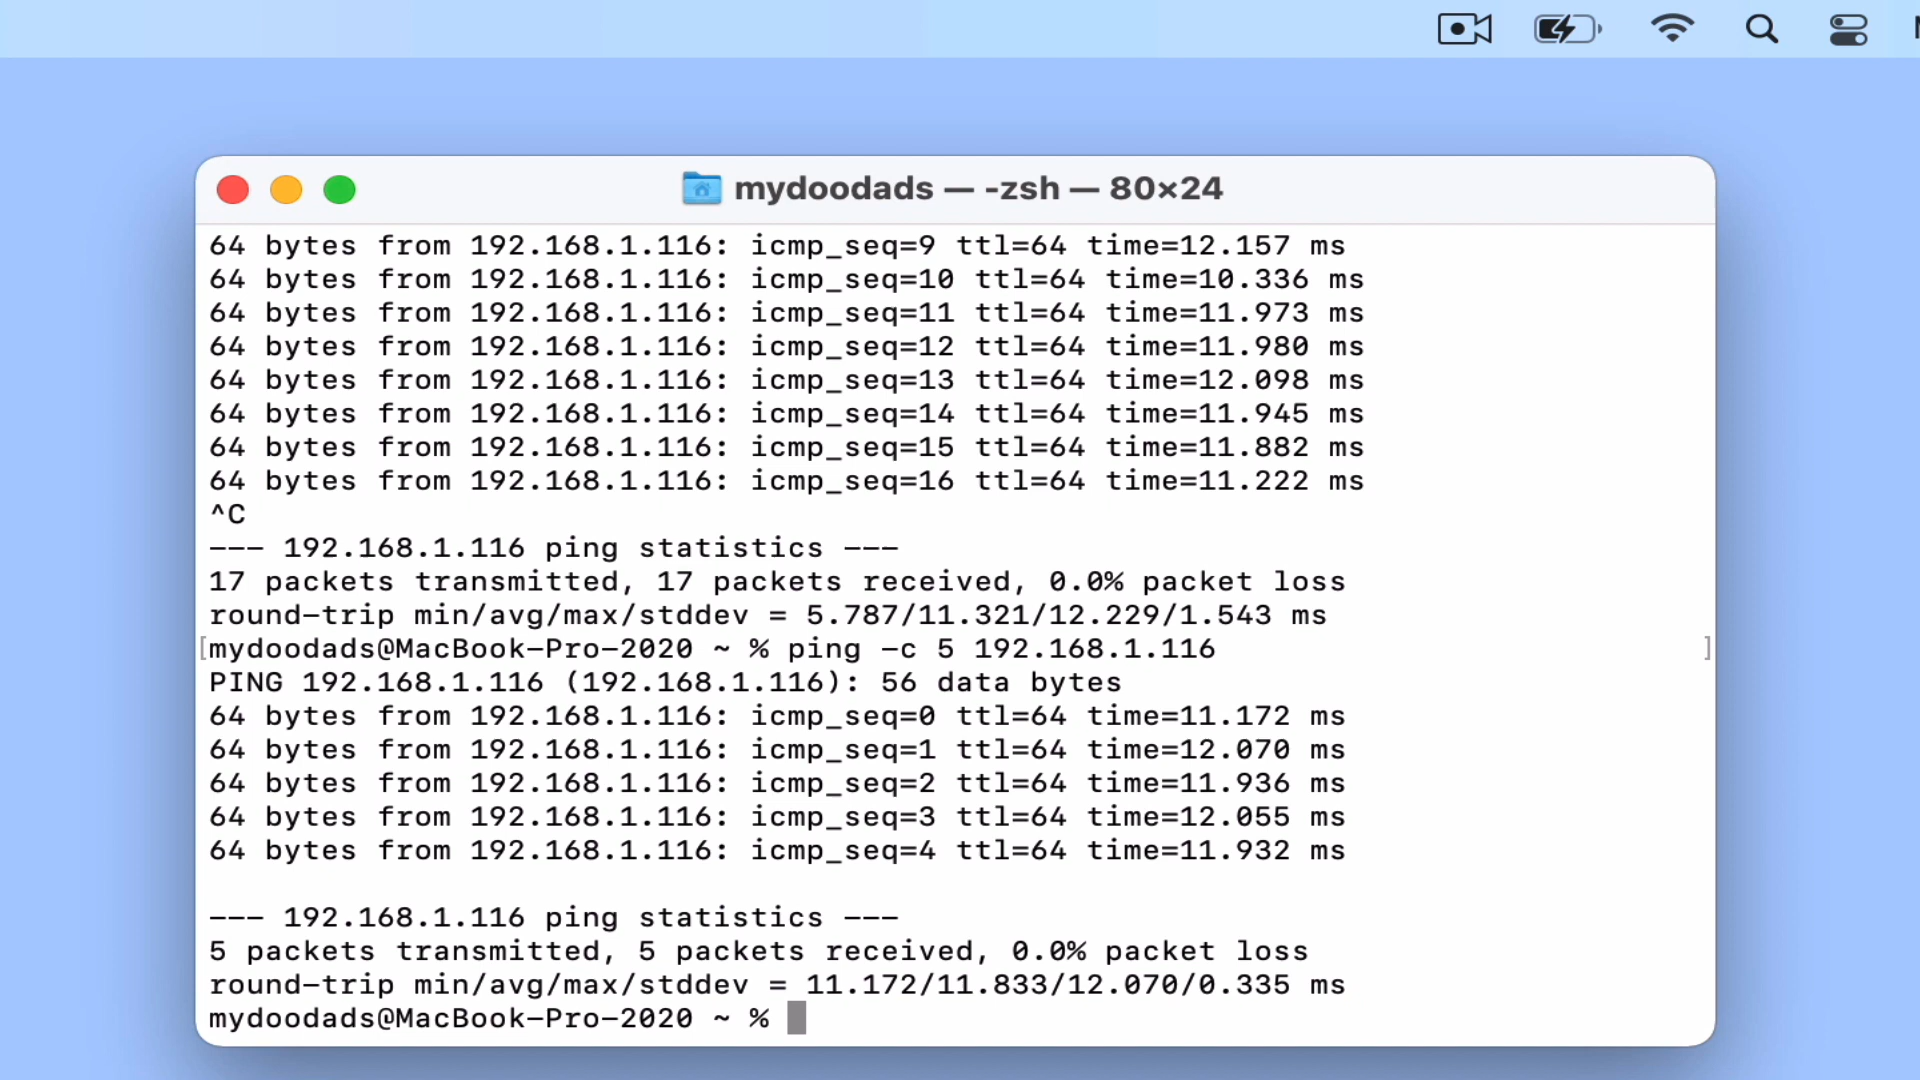 mydoodads — -zsh — 80×24
64 bytes from 192.168.1.116: icmp_seq=9 ttl=64 time=12.157 ms
64 bytes from 192.168.1.116: icmp_seq=10 ttl=64 time=10.336 ms
64 bytes from 192.168.1.116: icmp_seq=11 ttl=64 time=11.973 ms
64 bytes from 192.168.1.116: icmp_seq=12 ttl=64 time=11.980 ms
64 bytes from 192.168.1.116: icmp_seq=13 ttl=64 time=12.098 ms
64 bytes from 192.168.1.116: icmp_seq=14 ttl=64 time=11.945 ms
64 bytes from 192.168.1.116: icmp_seq=15 ttl=64 time=11.882 ms
64 bytes from 192.168.1.116: icmp_seq=16 ttl=64 time=11.222 ms
^C
--- 192.168.1.116 ping statistics ---
17 packets transmitted, 17 packets received, 0.0% packet loss
round-trip min/avg/max/stddev = 5.787/11.321/12.229/1.543 ms
[mydoodads@MacBook-Pro-2020 ~ % ping -c 5 192.168.1.116 ]
PING 192.168.1.116 (192.168.1.116): 56 data bytes
64 bytes from 192.168.1.116: icmp_seq=0 ttl=64 time=11.172 ms
64 bytes from 192.168.1.116: icmp_seq=1 ttl=64 time=12.070 ms
64 bytes from 192.168.1.116: icmp_seq=2 ttl=64 time=11.936 ms
64 bytes from 192.168.1.116: icmp_seq=3 ttl=64 time=12.055 ms
64 bytes from 192.168.1.116: icmp_seq=4 ttl=64 time=11.932 ms
--- 192.168.1.116 ping statistics ---
5 packets transmitted, 5 packets received, 0.0% packet loss
round-trip min/avg/max/stddev = 11.172/11.833/12.070/0.335 ms
mydoodads@MacBook-Pro-2020 ~ %